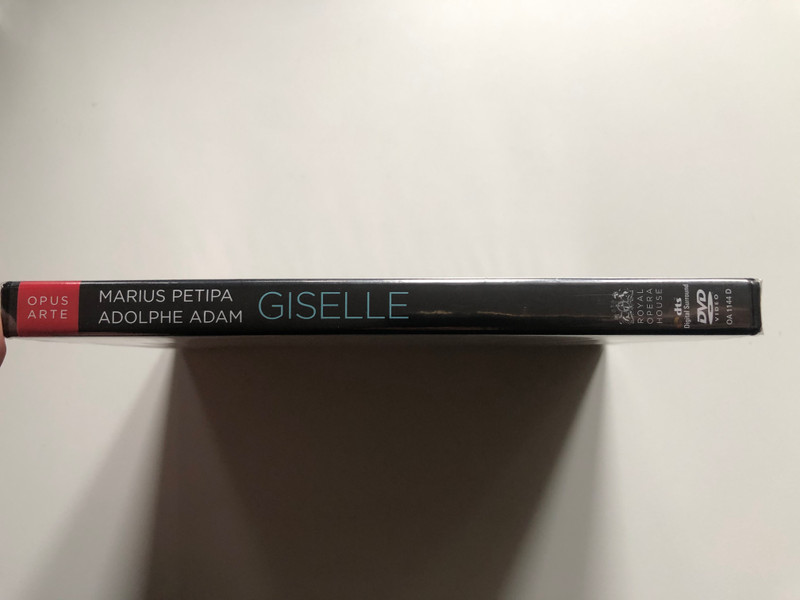 OPUS
ARTE
MARIUS PETIPA
ADOLPHE ADAM
GISELLE
ROYAL
OPERA
HOUSE
dts
Digital Surround
DVD
VIDEO
OA 1144 D